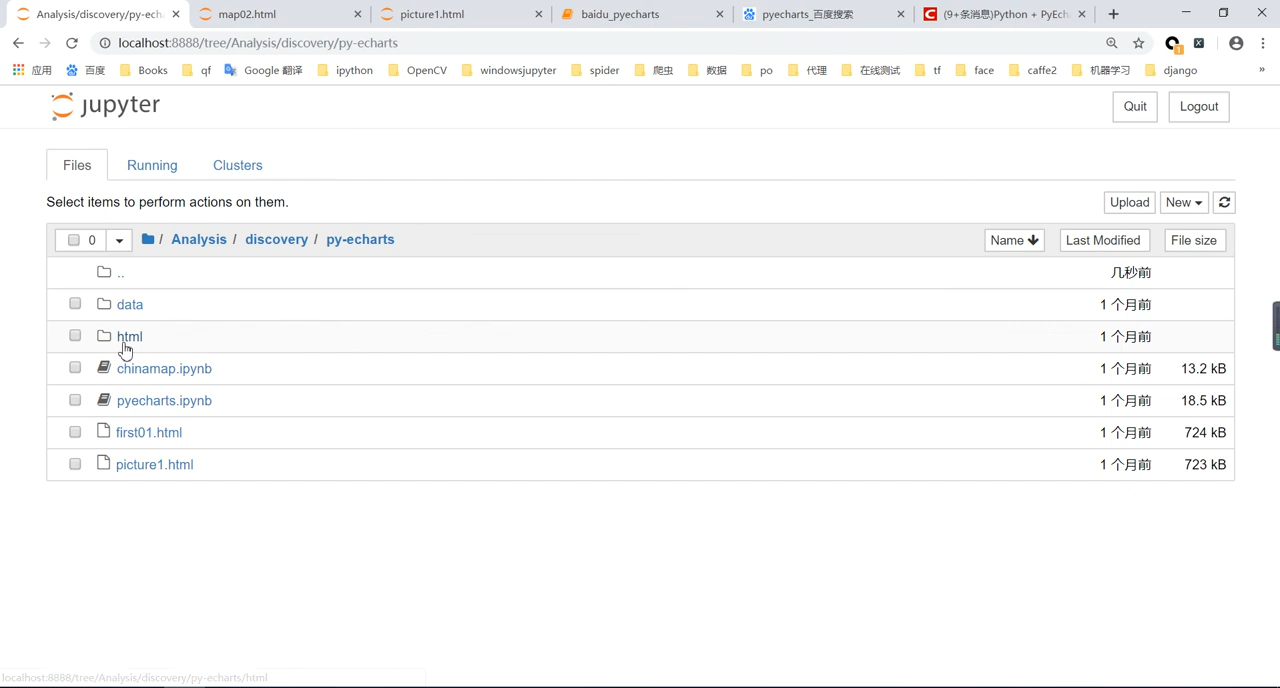 Analysis/discovery/py-ech
map02.html
picture1.html
baidu_pyecharts
pyecharts_百度搜索
(9+条消息)Python + PyEch
localhost:8888/tree/Analysis/discovery/py-echarts
应用
百度
Books
qf
Google 翻译
ipython
OpenCV
windowsjupyter
spider
爬虫
数据
po
代理
在线测试
tf
face
caffe2
机器学习
django
»
jupyter
Quit
Logout
Files
Running
Clusters
Select items to perform actions on them.
Upload
New
0
/ Analysis / discovery / py-echarts
Name
Last Modified
File size
..
几秒前
data
1 个月前
html
1 个月前
chinamap.ipynb
1 个月前
13.2 kB
pyecharts.ipynb
1 个月前
18.5 kB
first01.html
1 个月前
724 kB
picture1.html
1 个月前
723 kB
localhost:8888/tree/Analysis/discovery/py-echarts/html